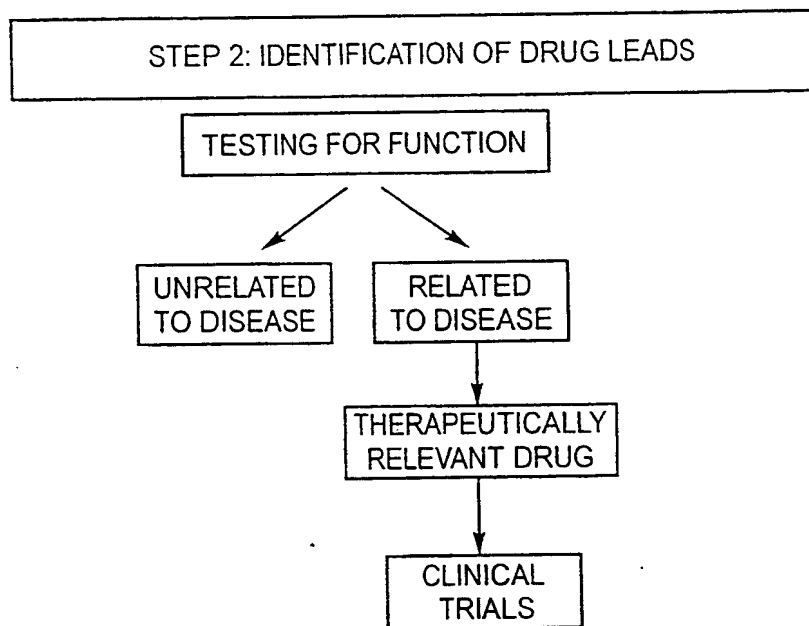 STEP 2: IDENTIFICATION OF DRUG LEADS
TESTING FOR FUNCTION
UNRELATED
TO DISEASE
RELATED
TO DISEASE
THERAPEUTICALLY
RELEVANT DRUG
CLINICAL
TRIALS